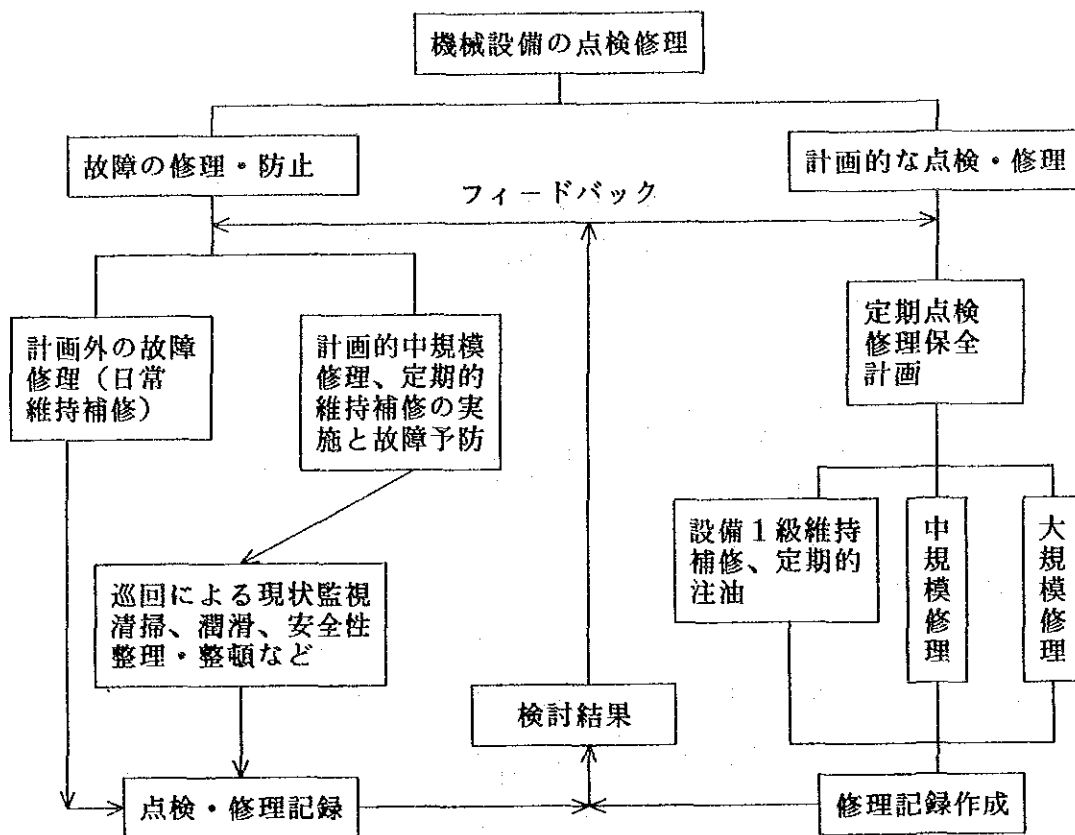 機械設備の点検修理
故障の修理・防止
計画的な点検・修理
フィードバック
計画外の故障
修理（日常
維持補修）
計画的中規模
修理、定期的
維持補修の実
施と故障予防
定期点検
修理保全
計画
設備１級維持
補修、定期的
注油
中規模修理
大規模修理
巡回による現状監視
清掃、潤滑、安全性
整理・整頓など
検討結果
点検・修理記録
修理記録作成